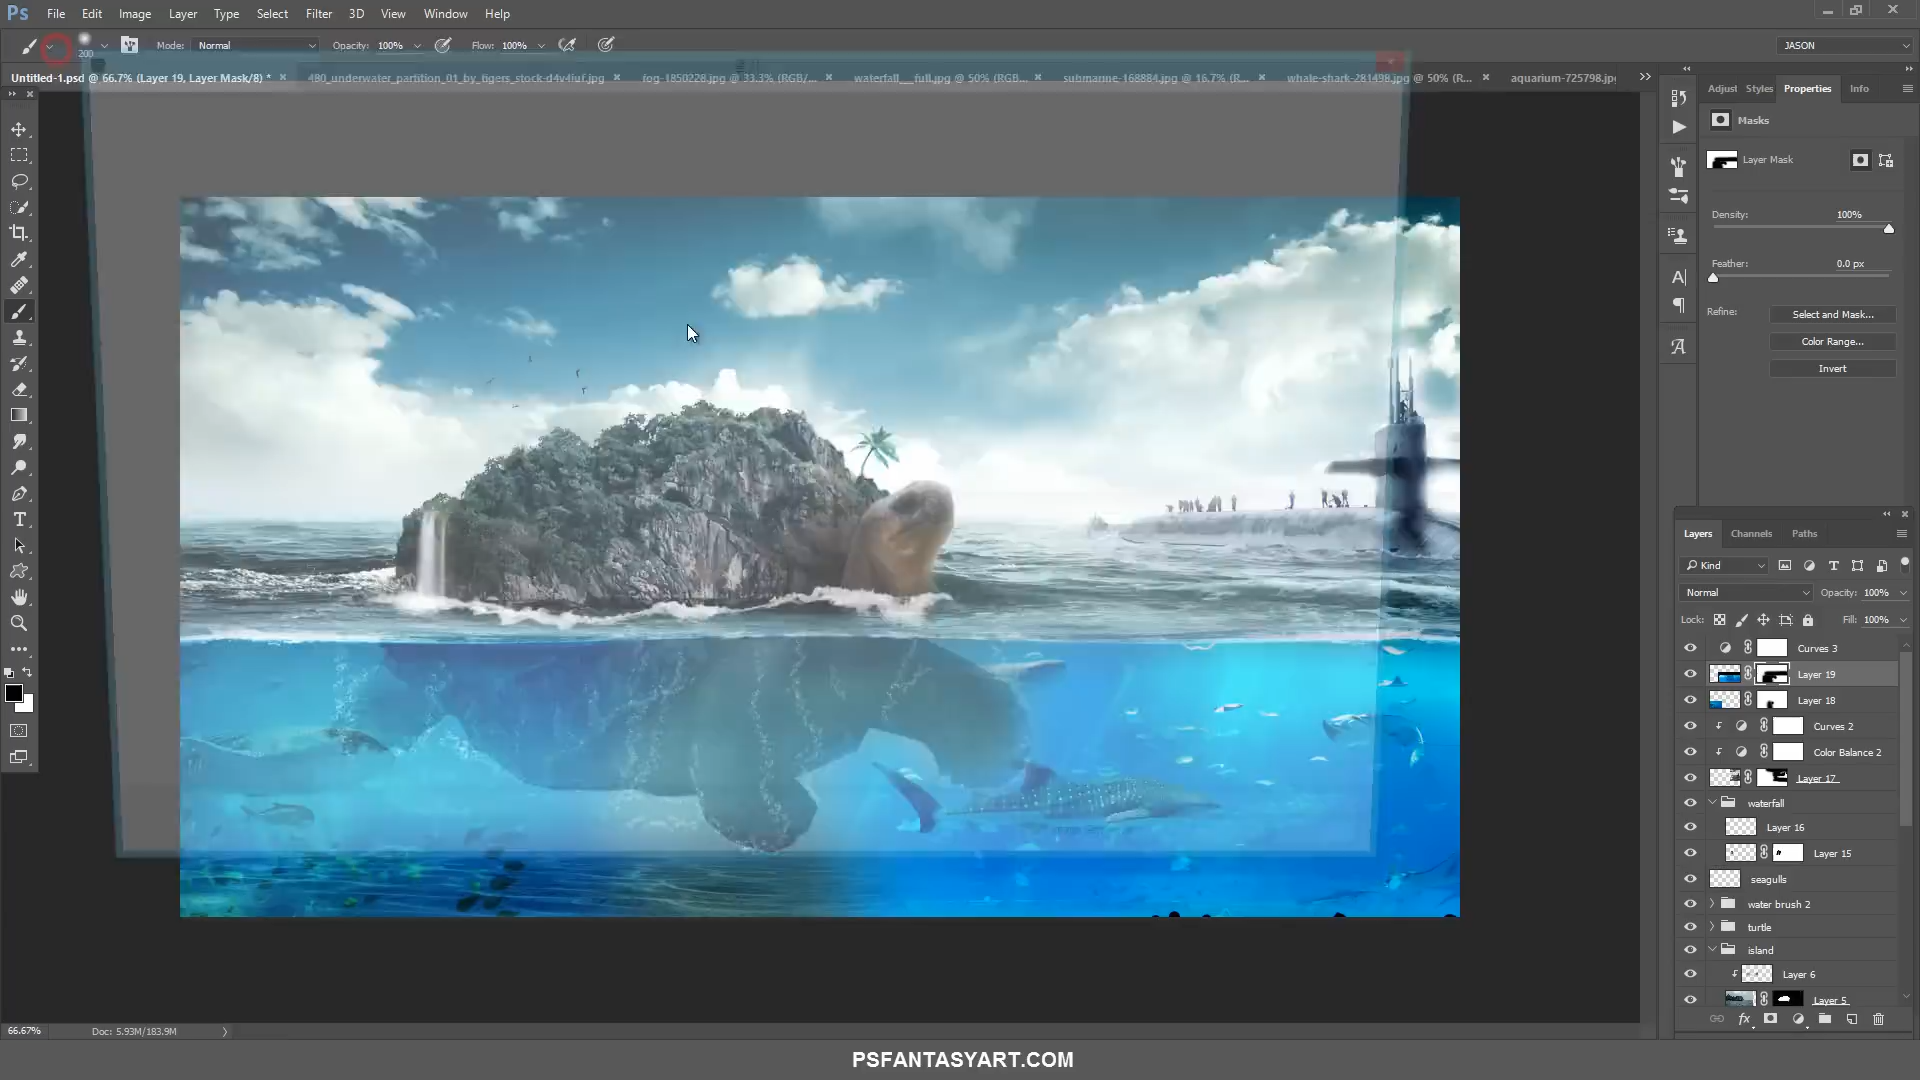 Ps File Edit Image Layer Type Select Filter 3D View Window Help
200 Mode: Normal Opacity: 100% Flow: 100% JASON
Untitled-1.psd @ 66.7% (Layer 19, Layer Mask/8) * 480_underwater_partition_01_by_tigers_stock-d4v4iuf.jpg fog-1850228.jpg @ 33.3% (RGB/... waterfall__full.jpg @ 50% (RGB... submarine-168884.jpg @ 16.7% (R... whale-shark-281498.jpg @ 50% (R... aquarium-725798.jpg
Adjust Styles Properties Info
Masks
Layer Mask
Density: 100%
Feather: 0.0 px
Refine: Select and Mask...
Color Range...
Invert
Layers Channels Paths
Kind
Normal Opacity: 100%
Lock: Fill: 100%
Curves 3
Layer 19
Layer 18
Curves 2
Color Balance 2
Layer 17
waterfall
Layer 16
Layer 15
seagulls
water brush 2
turtle
island
Layer 6
Layer 5
fx
66.67% Doc: 5.93M/183.9M
PSFANTASYART.COM